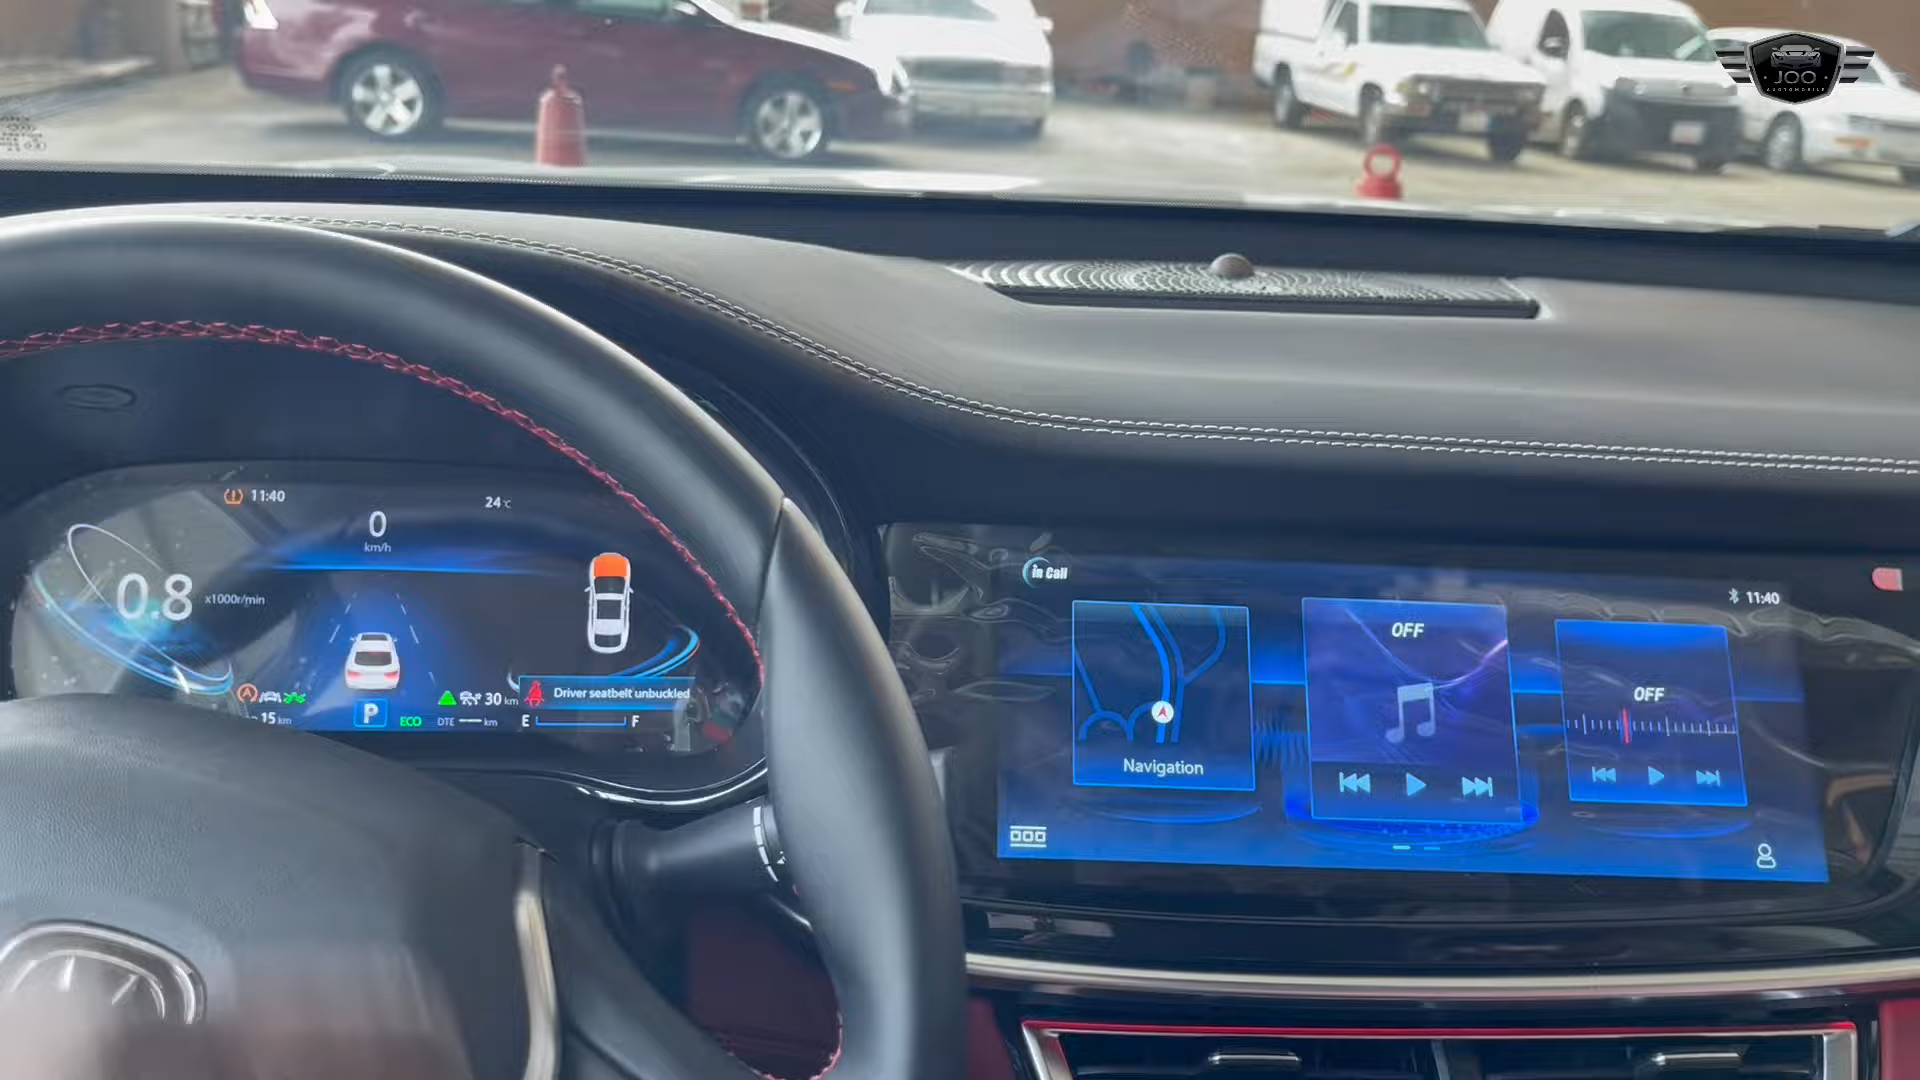 JOO
AUOTOMOBILE
11:40
24℃
0
km/h
0.8
x1000r/min
A
30 km
Driver seatbelt unbuckled
15 km
P
ECO
DTE --- km
E
F
in Call
11:40
OFF
OFF
Navigation